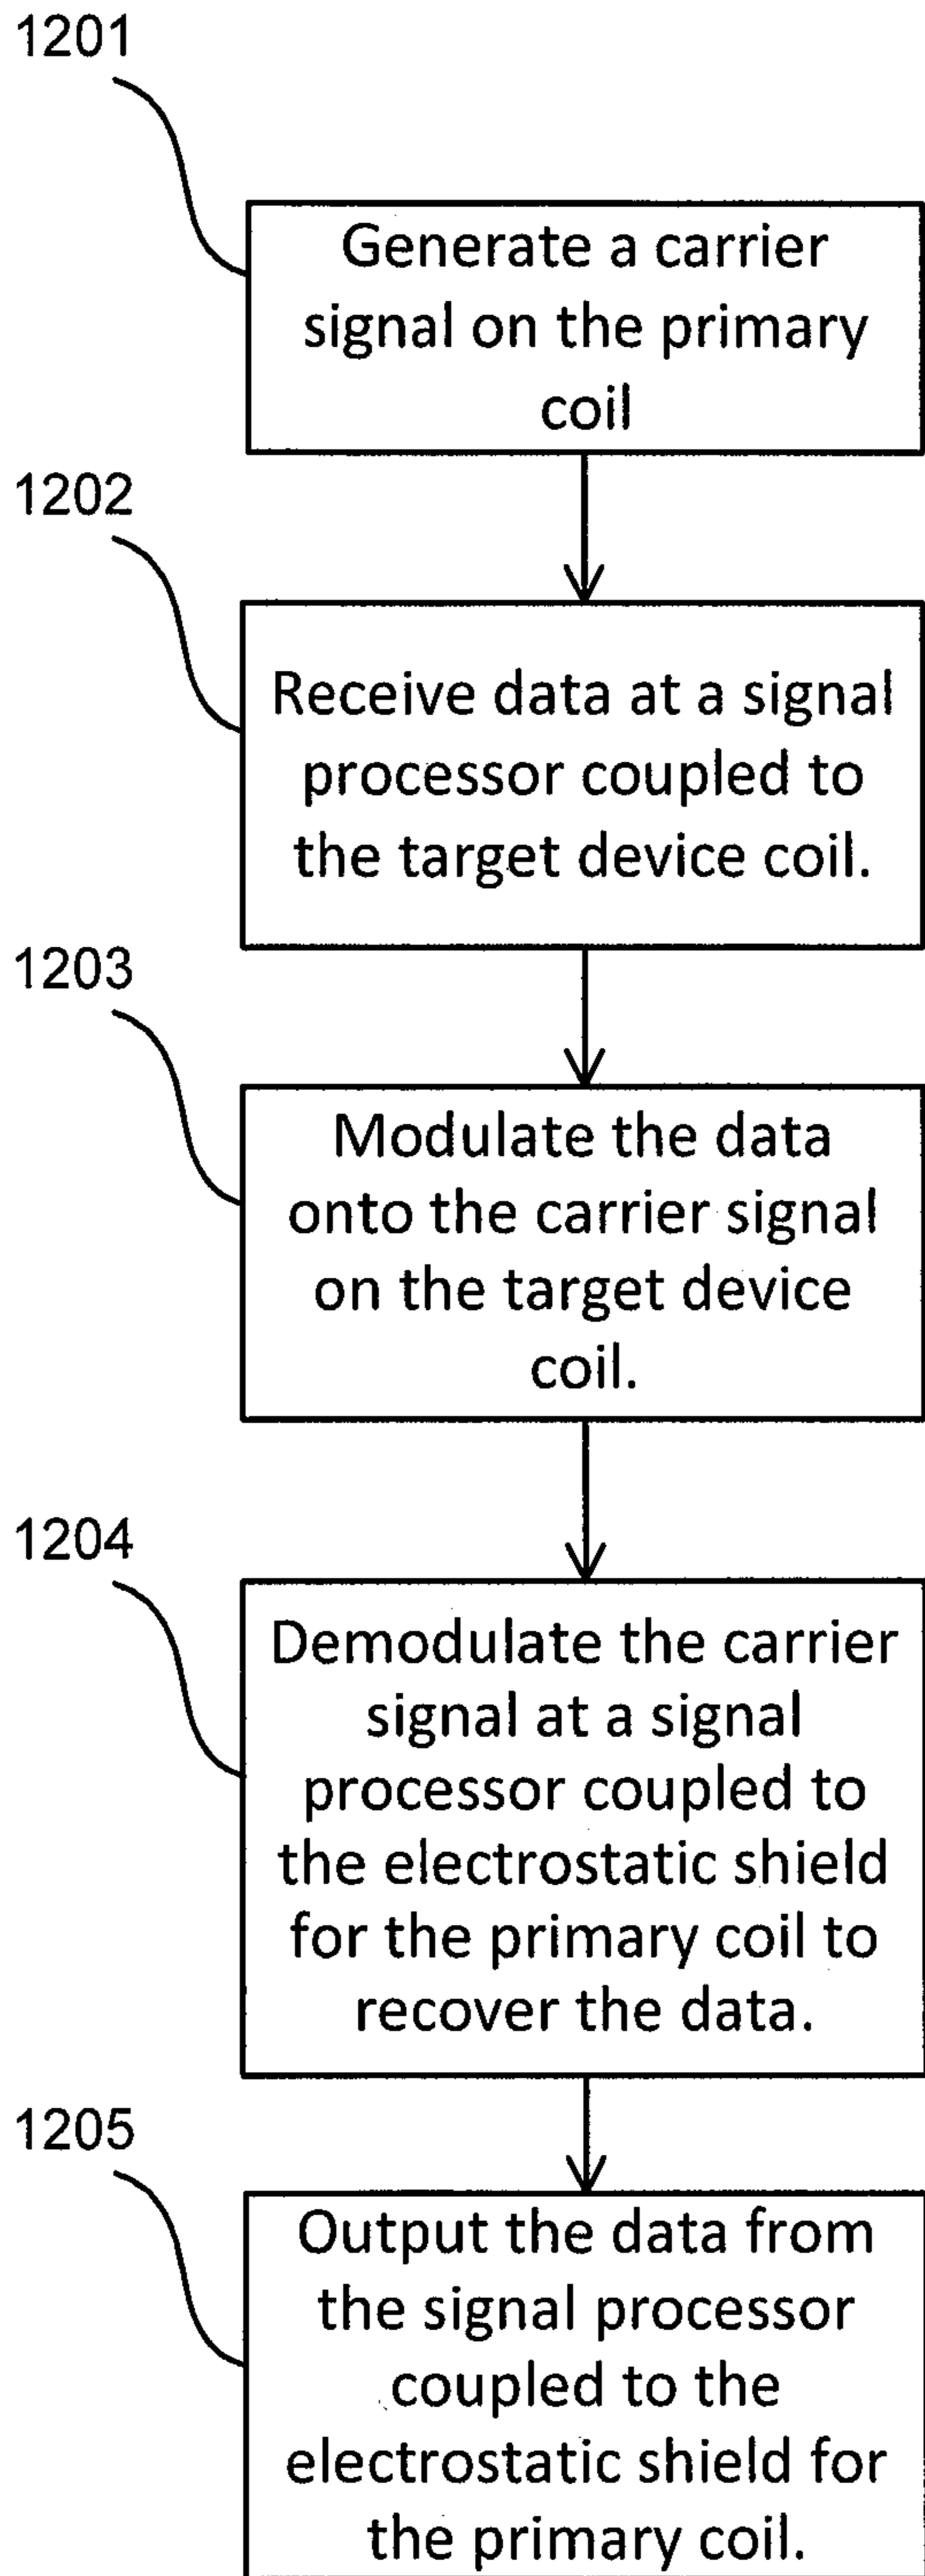 1201
Generate a carrier
signal on the primary
coil
1202
Receive data at a signal
processor coupled to
the target device coil.
1203
Modulate the data
onto the carrier signal
on the target device
coil.
1204
Demodulate the carrier
signal at a signal
processor coupled to
the electrostatic shield
for the primary coil to
recover the data.
1205
Output the data from
the signal processor
coupled to the
electrostatic shield for
the primary coil.